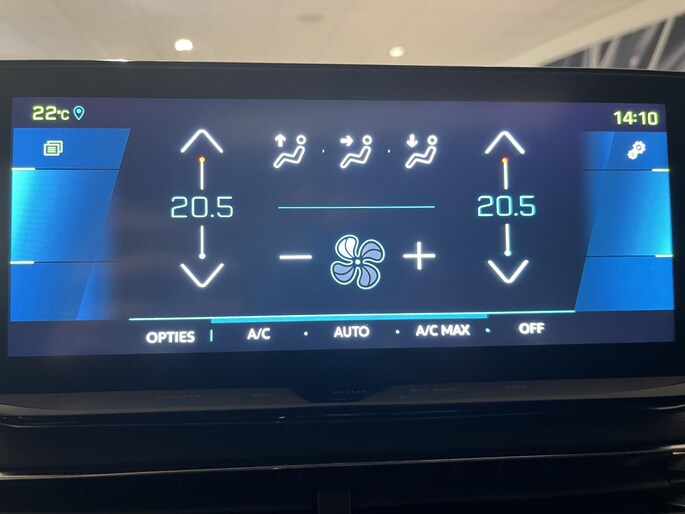 22°C 14:10
20.5 20.5
OPTIES | A/C • AUTO • A/C MAX • OFF